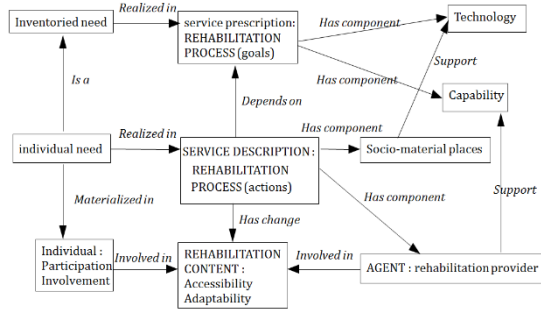 Inventoried need
Realized in
service prescription:
REHABILITATION
PROCESS (goals)
Has component
Technology
Has component
Support
Capability
Is a
Depends on
individual need
Realized in
SERVICE DESCRIPTION :
REHABILITATION
PROCESS (actions)
Has component
Socio-material places
Has component
Support
Materialized in
Has change
Individual :
Participation
Involvement
Involved in
REHABILITATION
CONTENT :
Accessibility
Adaptability
Involved in
AGENT : rehabilitation provider